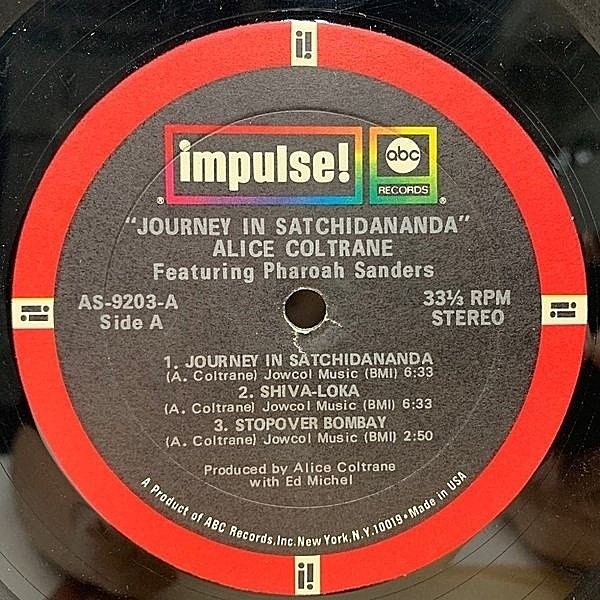 i!
impulse!
abc
RECORDS
® ®
"JOURNEY IN SATCHIDANANDA"
ALICE COLTRANE
Featuring Pharoah Sanders
AS-9203-A
Side A
33⅓ RPM
STEREO
i!
i!
1. JOURNEY IN SATCHIDANANDA
(A. Coltrane) Jowcol Music (BMI) 6:33
2. SHIVA-LOKA
(A. Coltrane) Jowcol Music (BMI) 6:33
3. STOPOVER BOMBAY
(A. Coltrane) Jowcol Music (BMI) 2:50
Produced by Alice Coltrane
with Ed Michel
A Product of ABC Records, Inc. New York, N.Y. 10019 • Made in USA
i!